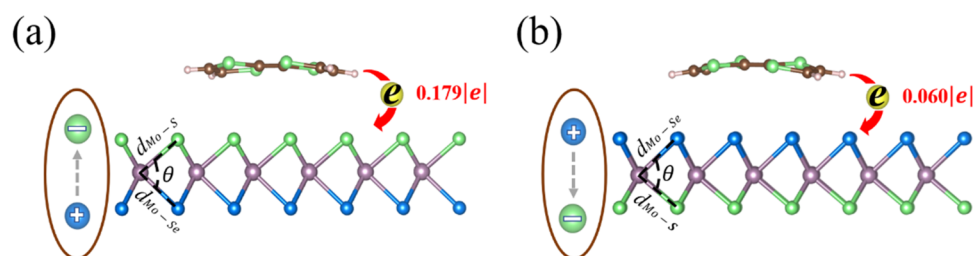 (a)
e
0.179|e|
−
+
d_{Mo−S}
θ
d_{Mo−Se}
(b)
e
0.060|e|
+
−
d_{Mo−Se}
θ
d_{Mo−s}